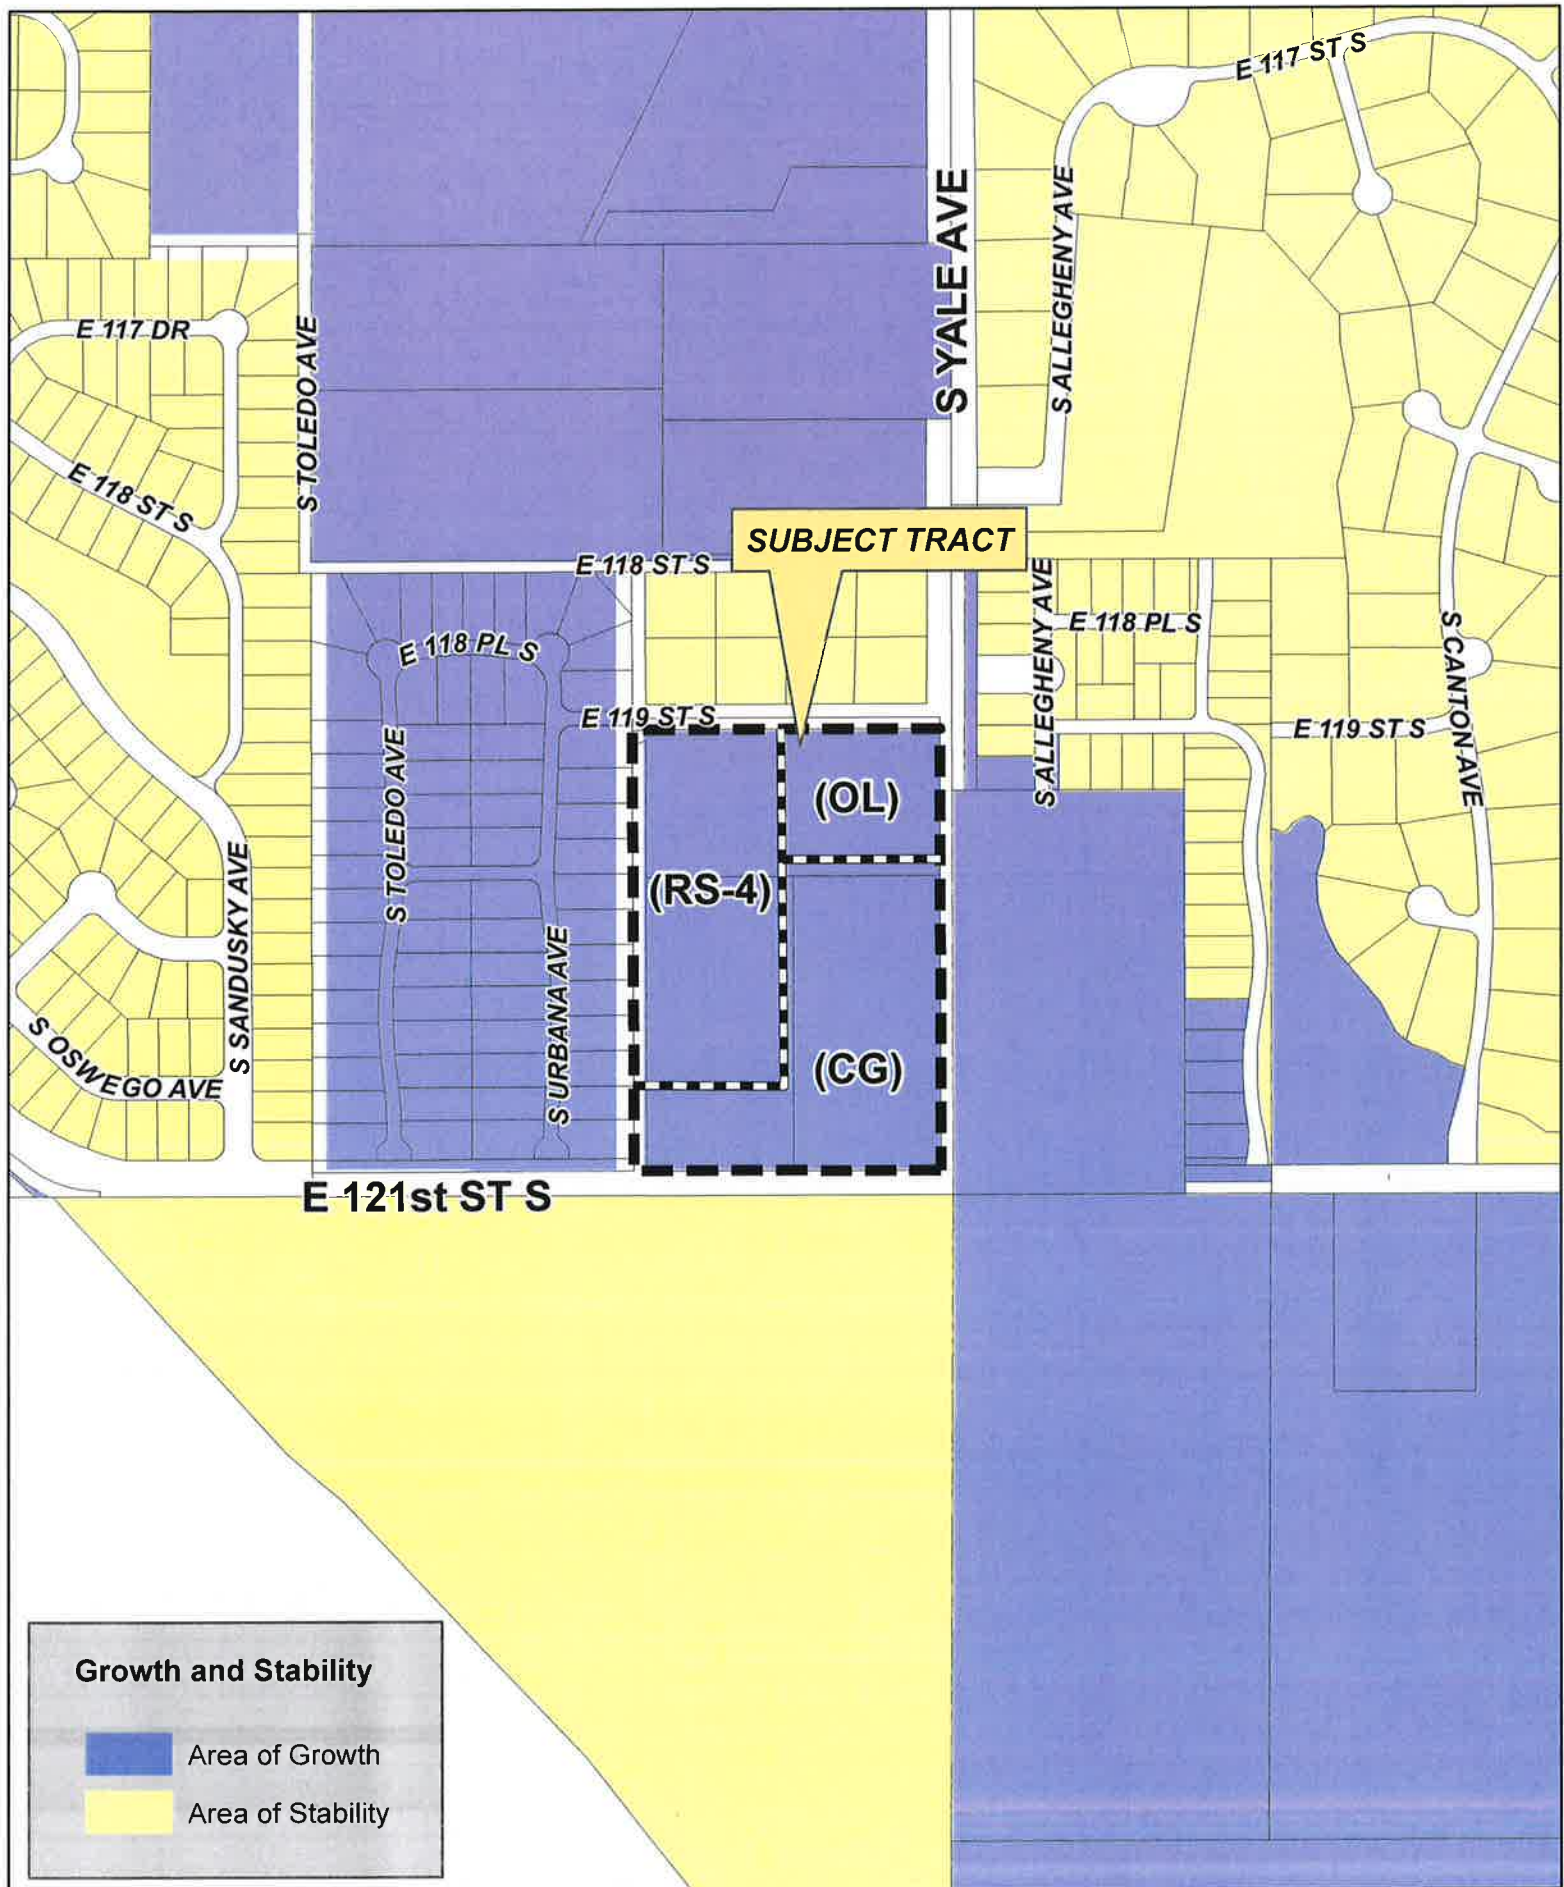 E 117 ST S
S YALE AVE
S ALLEGHENY AVE
E 117 DR
S TOLEDO AVE
E 118 ST S
SUBJECT TRACT
E 118 ST S
S ALLEGHENY AVE
E 118 PL S
E 118 PL S
S CANTON AVE
E 119 ST S
E 119 ST S
S TOLEDO AVE
(OL)
(RS-4)
S SANDUSKY AVE
S URBANA AVE
S OSWEGO AVE
(CG)
E 121st ST S
Growth and Stability
Area of Growth
Area of Stability